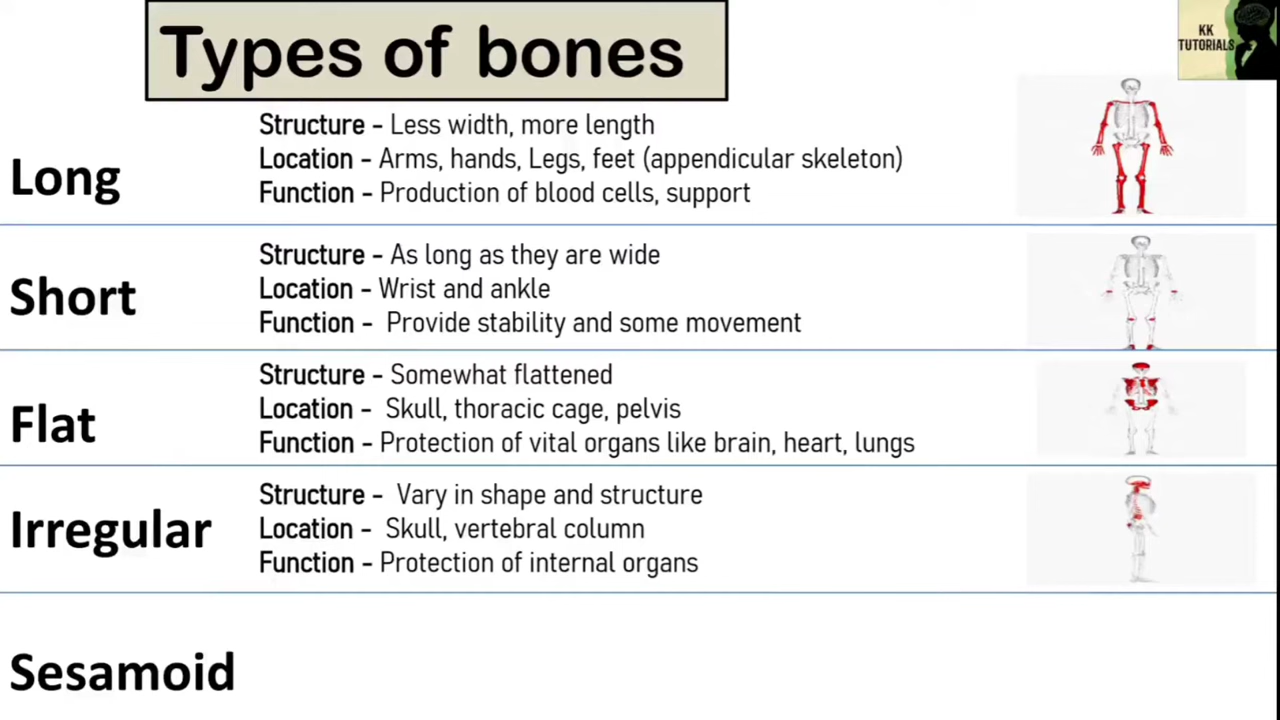 Types of bones
KK
TUTORIALS
Long
Structure - Less width, more length
Location - Arms, hands, Legs, feet (appendicular skeleton)
Function - Production of blood cells, support
Short
Structure - As long as they are wide
Location - Wrist and ankle
Function - Provide stability and some movement
Flat
Structure - Somewhat flattened
Location - Skull, thoracic cage, pelvis
Function - Protection of vital organs like brain, heart, lungs
Irregular
Structure - Vary in shape and structure
Location - Skull, vertebral column
Function - Protection of internal organs
Sesamoid